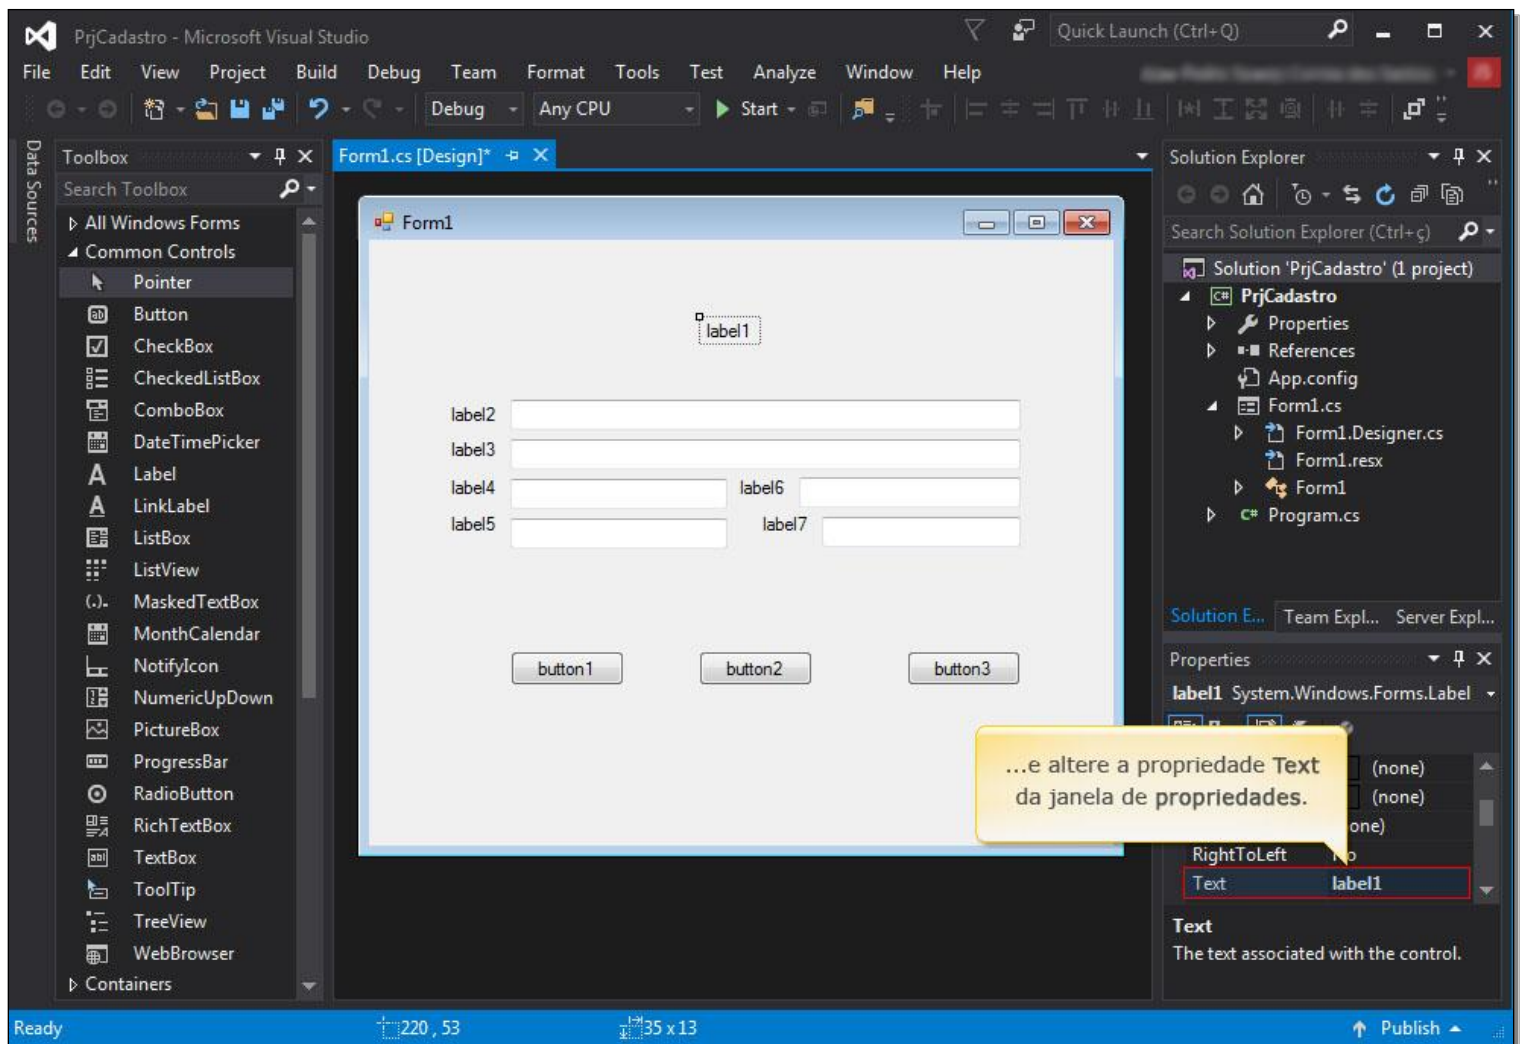 PrjCadastro - Microsoft Visual Studio
Quick Launch (Ctrl+Q)
File Edit View Project Build Debug Team Format Tools Test Analyze Window Help
Debug Any CPU Start
Data Sources
Toolbox
Search Toolbox
All Windows Forms
Common Controls
Pointer
Button
CheckBox
CheckedListBox
ComboBox
DateTimePicker
Label
LinkLabel
ListBox
ListView
MaskedTextBox
MonthCalendar
NotifyIcon
NumericUpDown
PictureBox
ProgressBar
RadioButton
RichTextBox
TextBox
ToolTip
TreeView
WebBrowser
Containers
Form1.cs [Design]*
Form1
label1
label2
label3
label4 label6
label5 label7
button1 button2 button3
Solution Explorer
Search Solution Explorer (Ctrl+ç)
Solution 'PrjCadastro' (1 project)
PrjCadastro
Properties
References
App.config
Form1.cs
Form1.Designer.cs
Form1.resx
Form1
Program.cs
Solution E... Team Expl... Server Expl...
Properties
label1 System.Windows.Forms.Label
...e altere a propriedade Text
da janela de propriedades.
(none)
(none)
one)
RightToLeft
Text label1
Text
The text associated with the control.
Ready 220 , 53 35 x 13 Publish